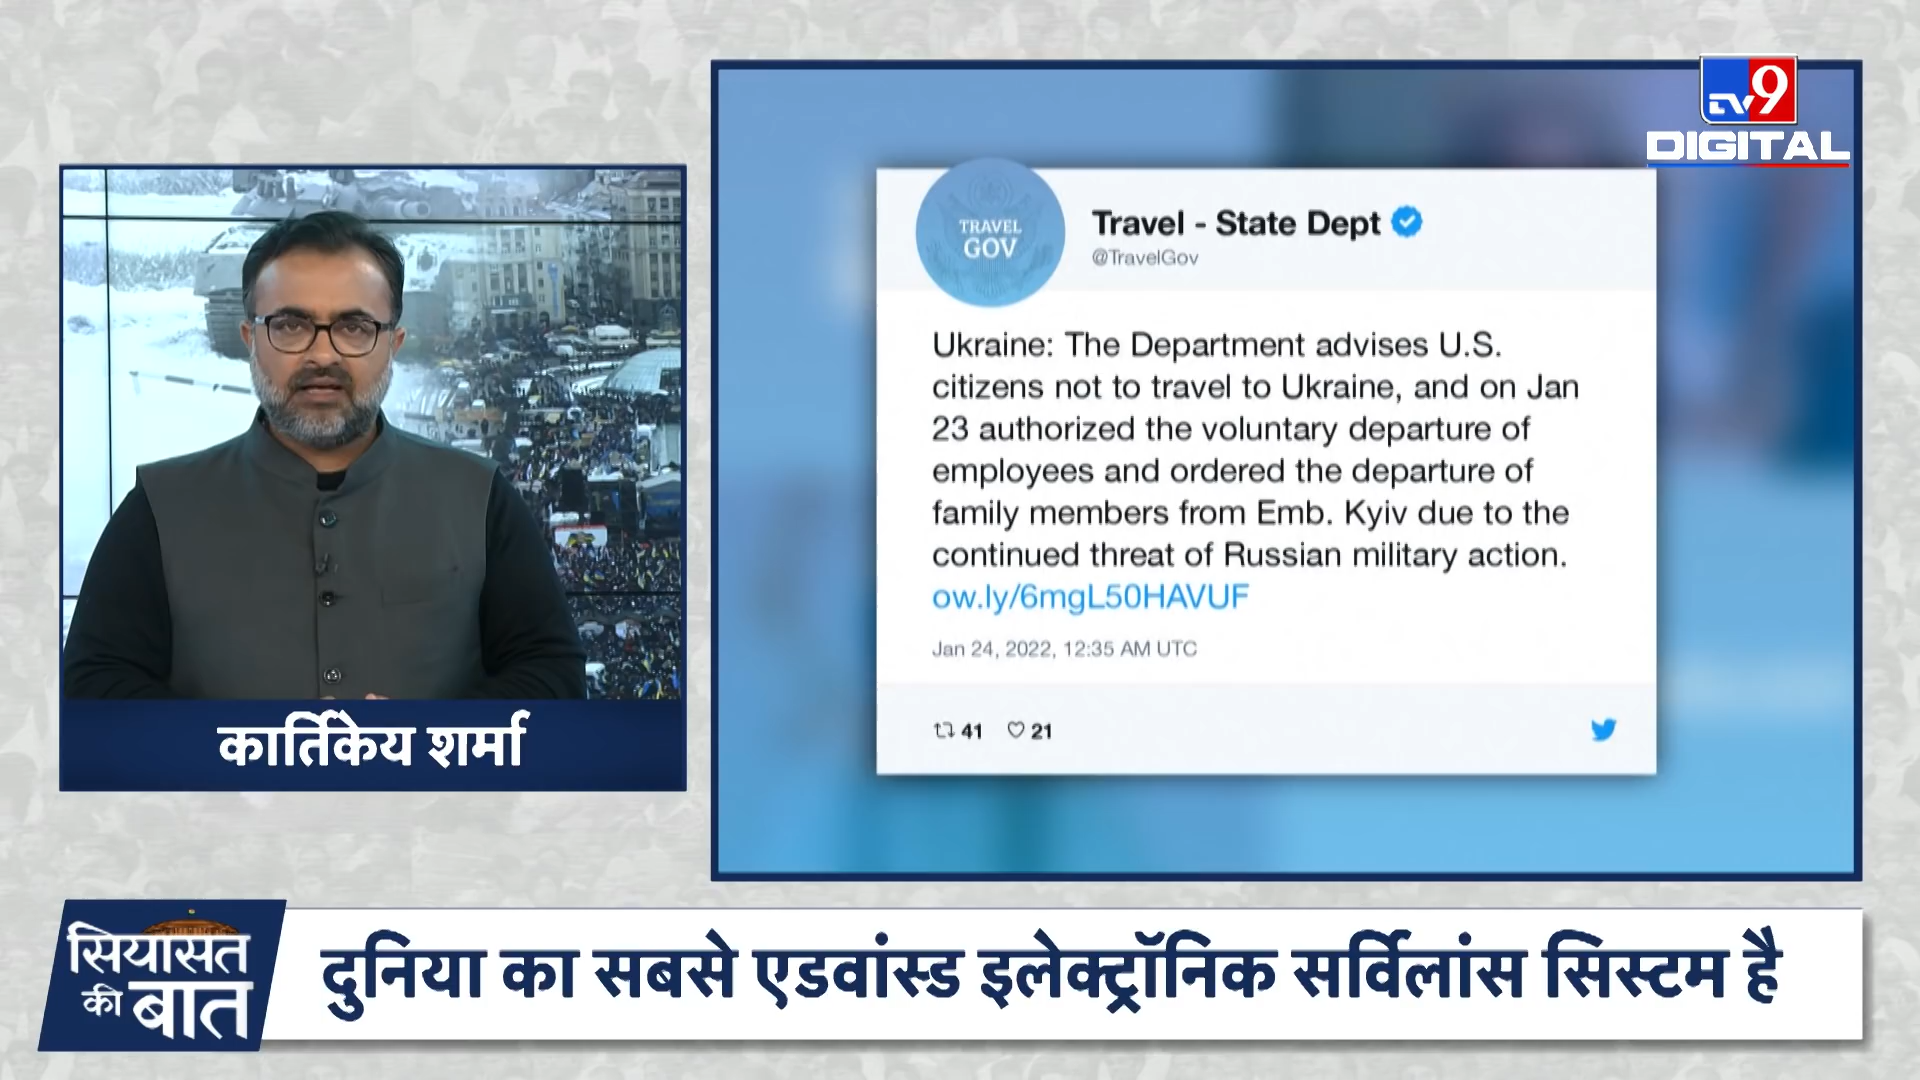 TV9
DIGITAL
TRAVEL
GOV
Travel - State Dept
@TravelGov
Ukraine: The Department advises U.S.
citizens not to travel to Ukraine, and on Jan
23 authorized the voluntary departure of
employees and ordered the departure of
family members from Emb. Kyiv due to the
continued threat of Russian military action.
ow.ly/6mgL50HAVUF
Jan 24, 2022, 12:35 AM UTC
41 21
कार्तिकेय शर्मा
सियासत
की बात
दुनिया का सबसे एडवांस्ड इलेक्ट्रॉनिक सर्विलांस सिस्टम है